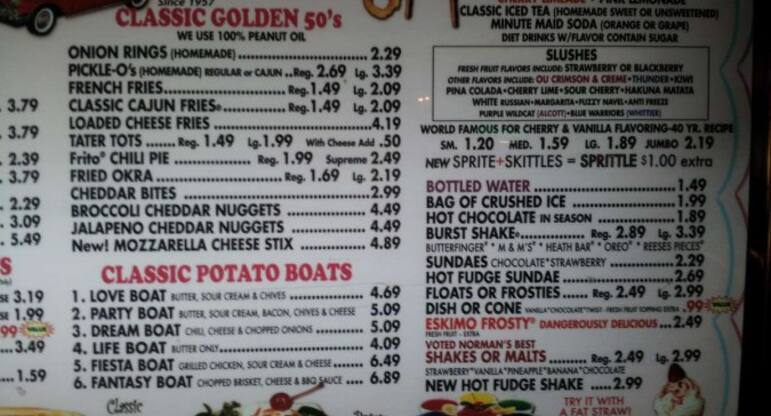 Since 1957
CLASSIC GOLDEN 50's
WE USE 100% PEANUT OIL
ONION RINGS (HOMEMADE) 2.29
PICKLE-O's (HOMEMADE) REGULAR or CAJUN ..Reg. 2.69 Lg. 3.39
FRENCH FRIES Reg. 1.49 Lg. 2.09
CLASSIC CAJUN FRIES Reg. 1.49 Lg. 2.09
LOADED CHEESE FRIES 4.19
TATER TOTS Reg. 1.49 Lg. 1.99 With Cheese Add .50
Frito® CHILI PIE Reg. 1.99 Supreme 2.49
FRIED OKRA Reg. 1.69 Lg. 2.19
CHEDDAR BITES 2.99
BROCCOLI CHEDDAR NUGGETS 4.49
JALAPENO CHEDDAR NUGGETS 4.49
New! MOZZARELLA CHEESE STIX 4.89
CLASSIC POTATO BOATS
1. LOVE BOAT BUTTER, SOUR CREAM & CHIVES 4.69
2. PARTY BOAT BUTTER, SOUR CREAM, BACON, CHIVES & CHEESE 5.09
3. DREAM BOAT CHILI, CHEESE & CHOPPED ONIONS 5.09
4. LIFE BOAT BUTTER ONLY 4.09
5. FIESTA BOAT GRILLED CHICKEN, SOUR CREAM & CHEESE 6.49
6. FANTASY BOAT CHOPPED BRISKET, CHEESE & BBQ SAUCE 6.89
Classic
3.79
3.79
2.39
3.79
2.29
3.09
5.49
S
3.19
1.99
99
3.49
1.59
CLASSIC ICED TEA (HOMEMADE SWEET OR UNSWEETENED)
MINUTE MAID SODA (ORANGE OR GRAPE)
DIET DRINKS W/FLAVOR CONTAIN SUGAR
SLUSHES
FRESH FRUIT FLAVORS INCLUDE: STRAWBERRY OR BLACKBERRY
OTHER FLAVORS INCLUDE: OU CRIMSON & CREME•THUNDER•KIWI
PINA COLADA•CHERRY LIME•SOUR CHERRY•HAKUNA MATATA
WHITE RUSSIAN•MARGARITA•FUZZY NAVEL•ANTI FREEZE
PURPLE WILDCAT (ALCOTT)•BLUE WARRIORS (WHITTIER)
WORLD FAMOUS FOR CHERRY & VANILLA FLAVORING-40 YR. RECIPE
SM. 1.20 MED. 1.59 LG. 1.89 JUMBO 2.19
NEW SPRITE+SKITTLES = SPRITTLE $1.00 extra
BOTTLED WATER 1.49
BAG OF CRUSHED ICE 1.99
HOT CHOCOLATE IN SEASON 1.89
BURST SHAKE Reg. 2.89 Lg. 3.39
BUTTERFINGER® • M & M'S® • HEATH BAR® • OREO® • REESES PIECES®
SUNDAES CHOCOLATE•STRAWBERRY 2.29
HOT FUDGE SUNDAE 2.69
FLOATS OR FROSTIES Reg. 2.49 Lg. 2.99
DISH OR CONE VANILLA•CHOCOLATE•TWIST - FRESH FRUIT TOPPING EXTRA .99
ESKIMO FROSTY® DANGEROUSLY DELICIOUS ...2.49
FRESH FRUIT - EXTRA
VOTED NORMAN'S BEST
SHAKES OR MALTS Reg. 2.49 Lg. 2.99
STRAWBERRY•VANILLA•PINEAPPLE•BANANA•CHOCOLATE
NEW HOT FUDGE SHAKE .....2.99
TRY IT WITH
A FAT STRAW!